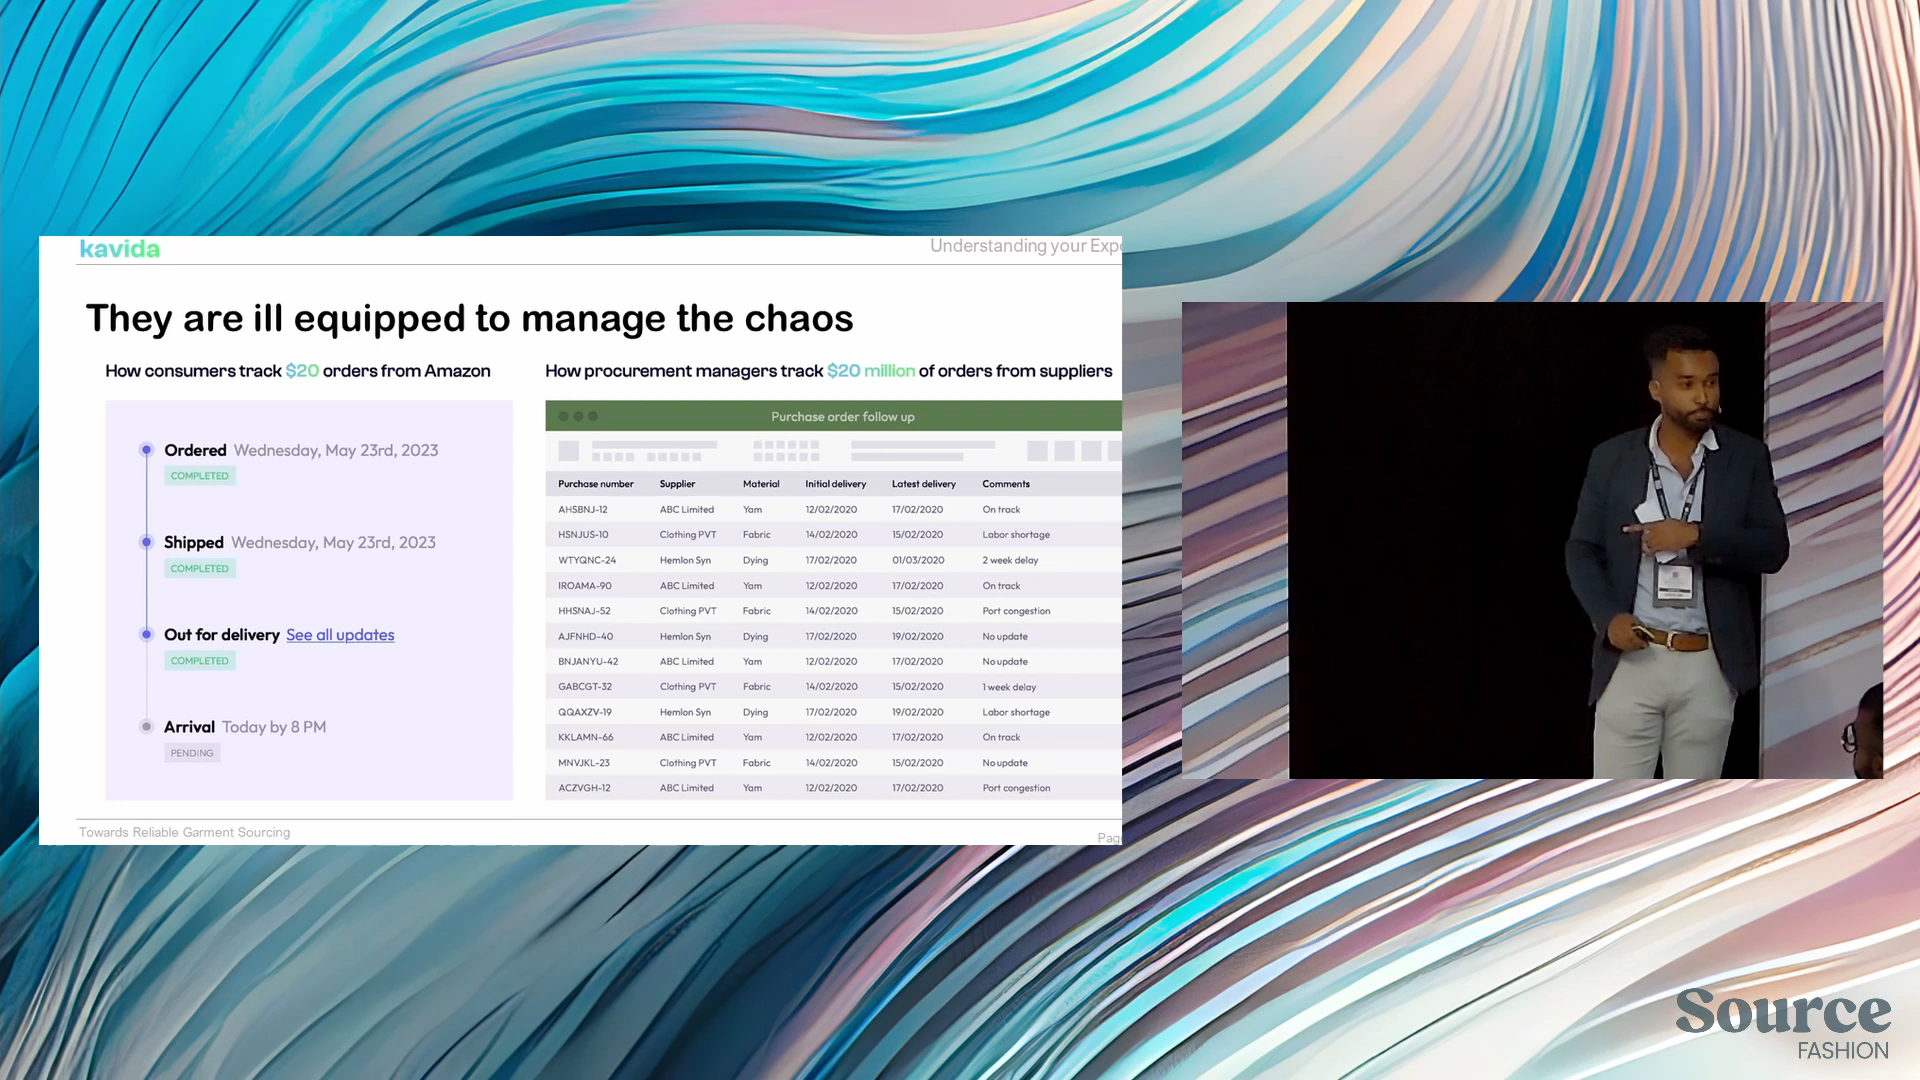 kavida
Understanding your Expe
They are ill equipped to manage the chaos
How consumers track $20 orders from Amazon
Ordered Wednesday, May 23rd, 2023
COMPLETED
Shipped Wednesday, May 23rd, 2023
COMPLETED
Out for delivery See all updates
COMPLETED
Arrival Today by 8 PM
PENDING
How procurement managers track $20 million of orders from suppliers
Purchase order follow up
Purchase number Supplier Material Initial delivery Latest delivery Comments
AHSBNJ-12 ABC Limited Yarn 12/02/2020 17/02/2020 On track
HSNJUS-10 Clothing PVT Fabric 14/02/2020 15/02/2020 Labor shortage
WTYQNC-24 Hemlon Syn Dying 17/02/2020 01/03/2020 2 week delay
IROAMA-90 ABC Limited Yarn 12/02/2020 17/02/2020 On track
HHSNAJ-52 Clothing PVT Fabric 14/02/2020 15/02/2020 Port congestion
AJFNHD-40 Hemlon Syn Dying 17/02/2020 19/02/2020 No update
BNJANYU-42 ABC Limited Yarn 12/02/2020 17/02/2020 No update
GABCGT-32 Clothing PVT Fabric 14/02/2020 15/02/2020 1 week delay
QQAXZV-19 Hemlon Syn Dying 17/02/2020 19/02/2020 Labor shortage
KKLAMN-66 ABC Limited Yarn 12/02/2020 17/02/2020 On track
MNVJKL-23 Clothing PVT Fabric 14/02/2020 15/02/2020 No update
ACZVGH-12 ABC Limited Yarn 12/02/2020 17/02/2020 Port congestion
Towards Reliable Garment Sourcing
Pag
Source
FASHION